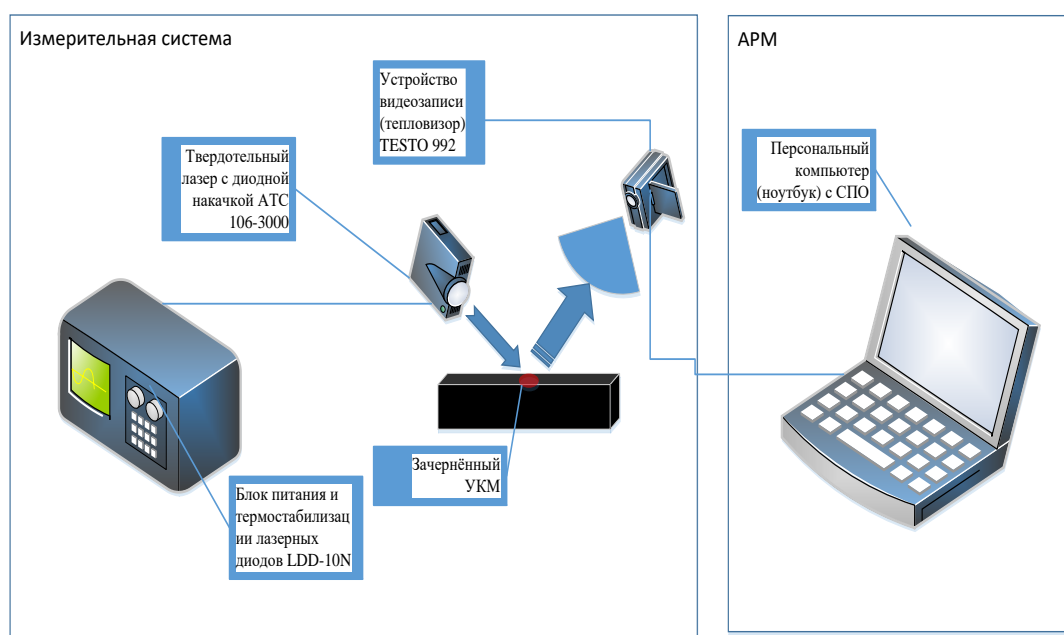 Измерительная система
АРМ
Устройство
видеозаписи
(тепловизор)
TESTO 992
Твердотельный
лазер с диодной
накачкой АТС
106-3000
Персональный
компьютер
(ноутбук) с СПО
Зачернённый
УКМ
Блок питания и
термостабилизац
ии лазерных
диодов LDD-10N